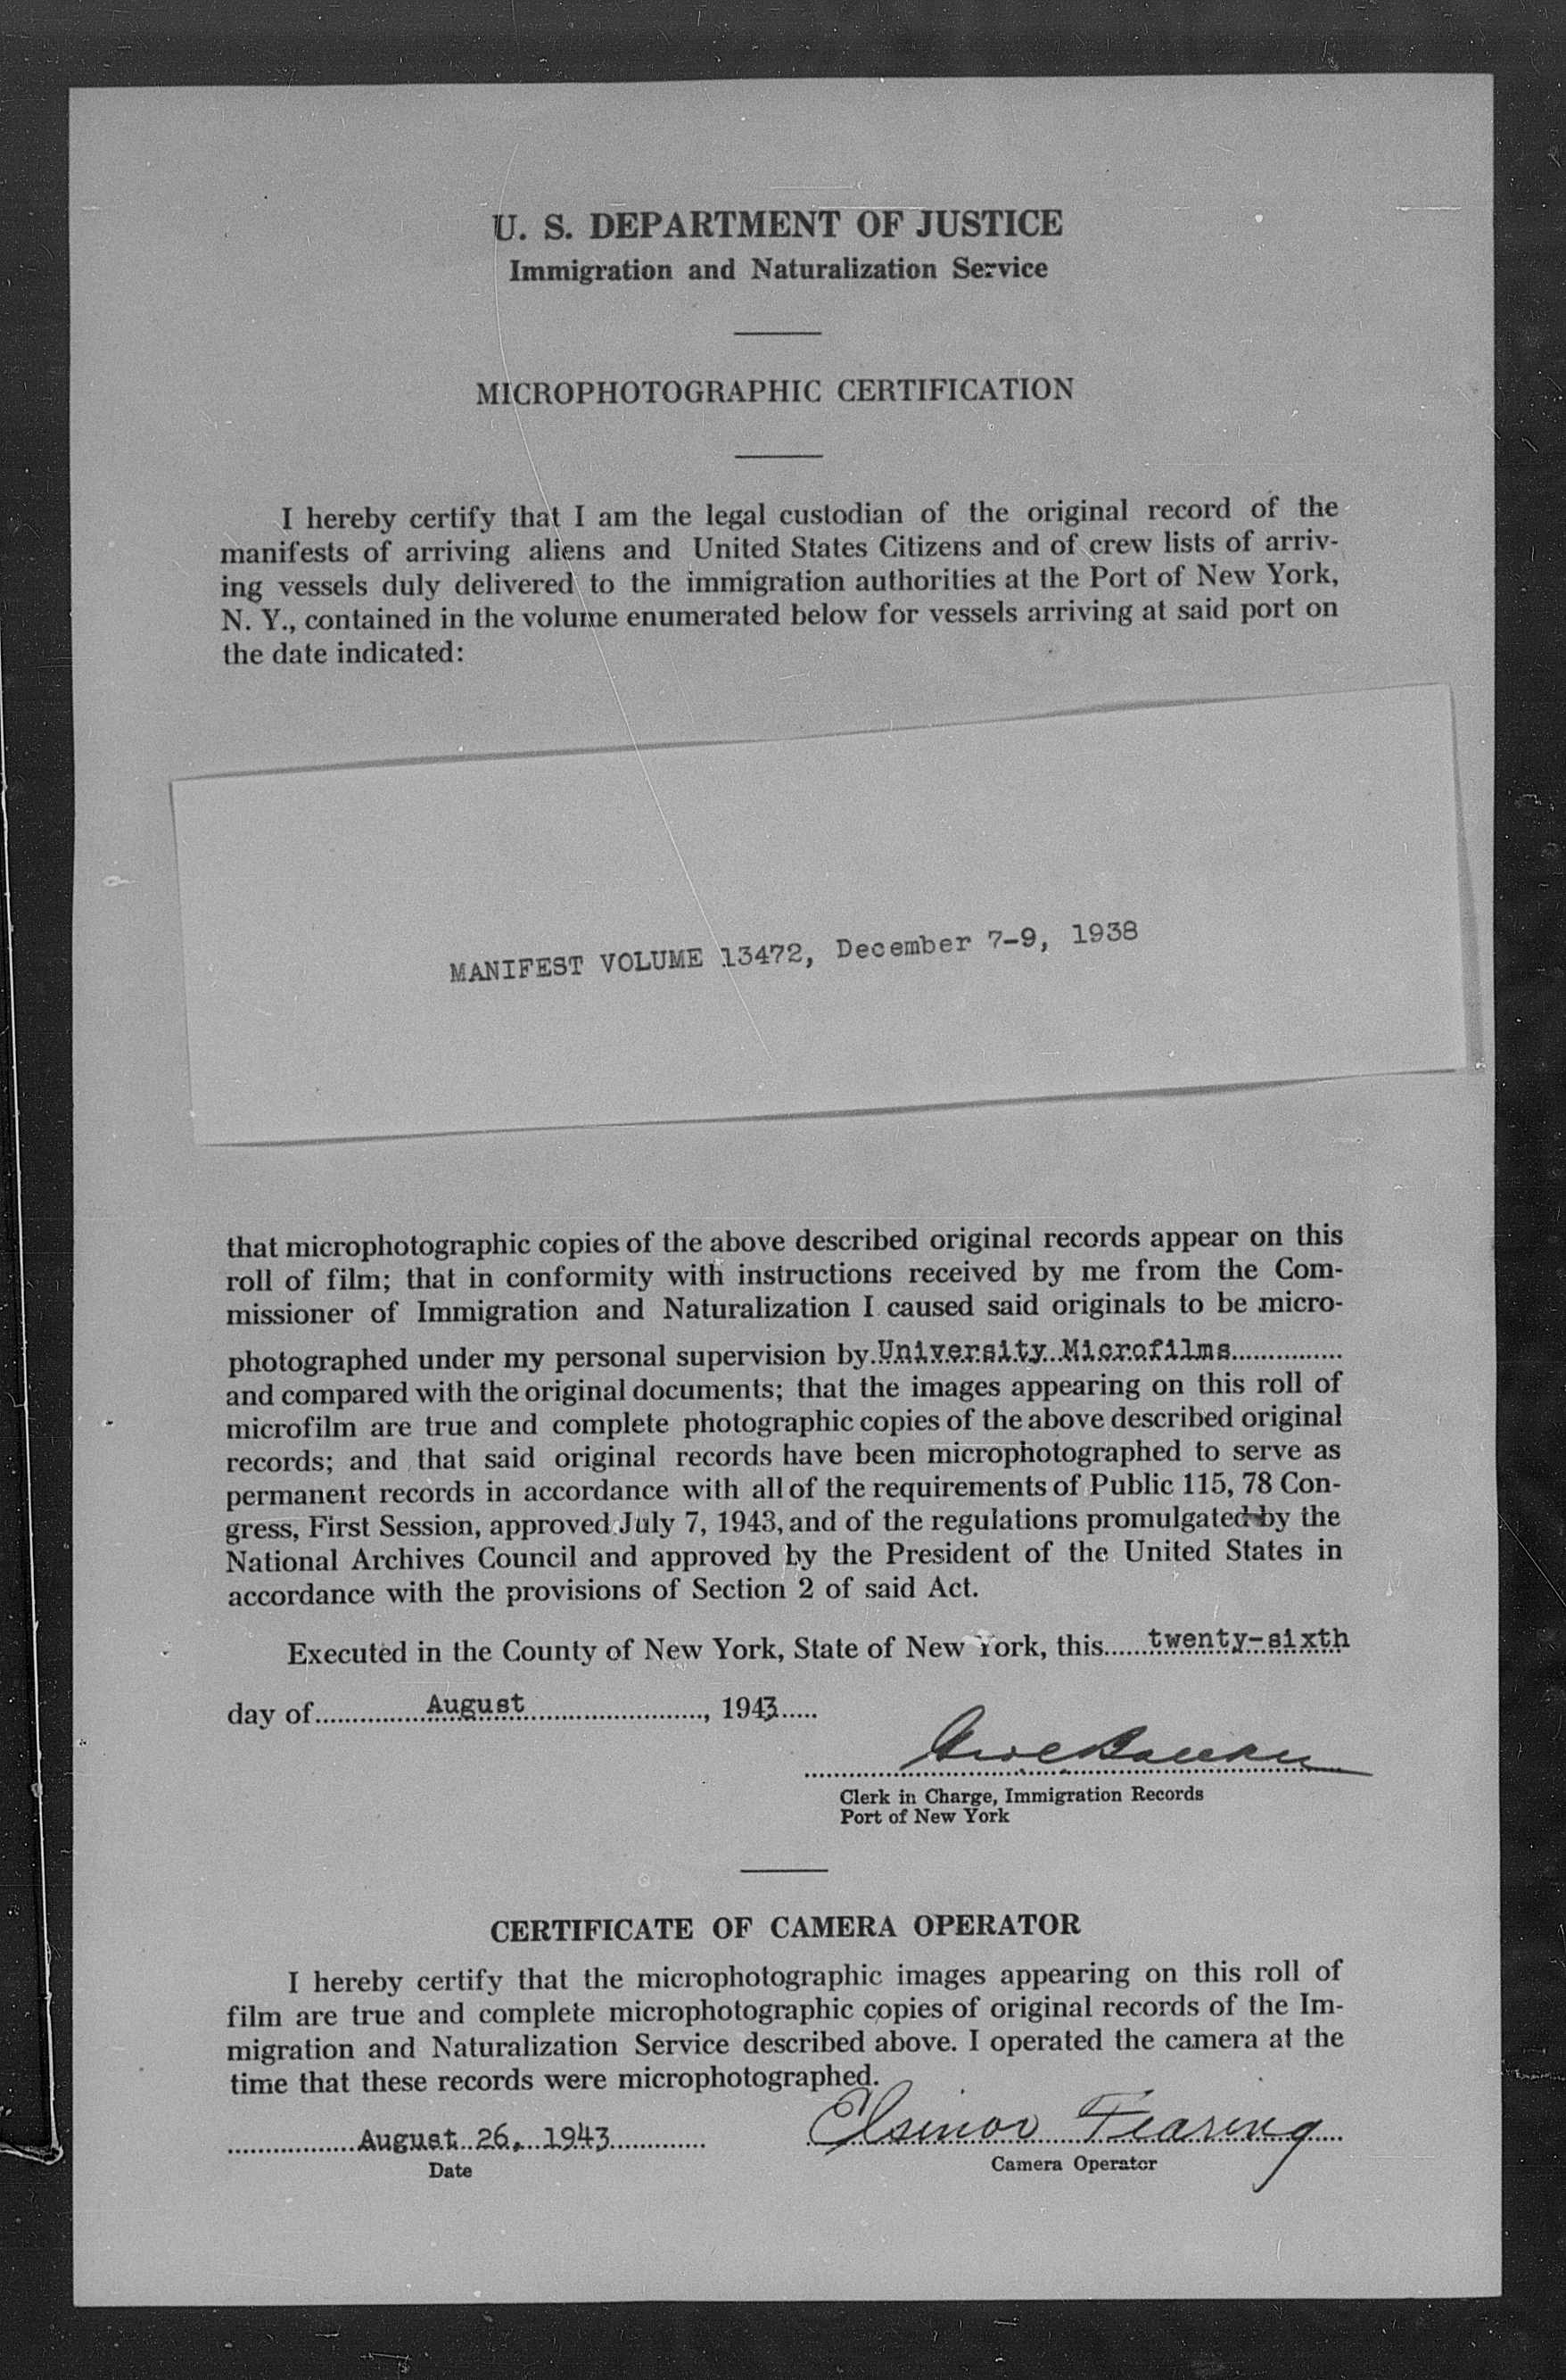 U. S. DEPARTMENT OF JUSTICE
Immigration and Naturalization Service
MICROPHOTOGRAPHIC CERTIFICATION
I hereby certify that I am the legal custodian of the original record of the
manifests of arriving aliens and United States Citizens and of crew lists of arriv-
ing vessels duly delivered to the immigration authorities at the Port of New York,
N. Y., contained in the volume enumerated below for vessels arriving at said port on
the date indicated:
MANIFEST VOLUME 13472, December 7-9, 1938
that microphotographic copies of the above described original records appear on this
roll of film; that in conformity with instructions received by me from the Com-
missioner of Immigration and Naturalization I caused said originals to be micro-
photographed under my personal supervision by University Microfilms
and compared with the original documents; that the images appearing on this roll of
microfilm are true and complete photographic copies of the above described original
records; and that said original records have been microphotographed to serve as
permanent records in accordance with all of the requirements of Public 115, 78 Con-
gress, First Session, approved July 7, 1943, and of the regulations promulgated by the
National Archives Council and approved by the President of the United States in
accordance with the provisions of Section 2 of said Act.
Executed in the County of New York, State of New York, this twenty-sixth
day of August, 1943
Clerk in Charge, Immigration Records
Port of New York
CERTIFICATE OF CAMERA OPERATOR
I hereby certify that the microphotographic images appearing on this roll of
film are true and complete microphotographic copies of original records of the Im-
migration and Naturalization Service described above. I operated the camera at the
time that these records were microphotographed.
August 26, 1943 Elsinor Fearing
Date Camera Operator